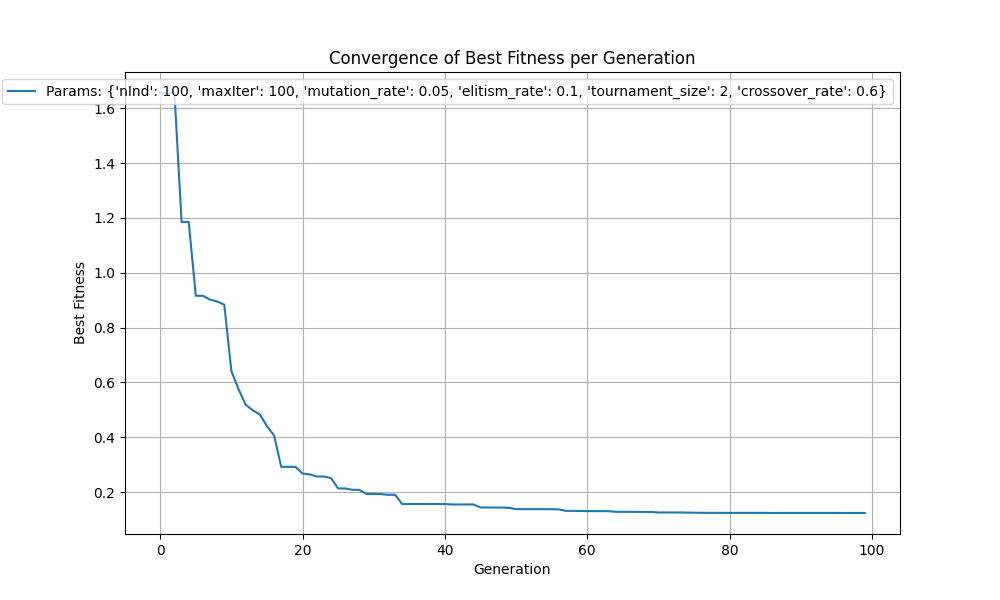 Convergence of Best Fitness per Generation
Params: {'nInd': 100, 'maxIter': 100, 'mutation_rate': 0.05, 'elitism_rate': 0.1, 'tournament_size': 2, 'crossover_rate': 0.6}
1.6
1.4
1.2
1.0
0.8
0.6
0.4
0.2
Best Fitness
0 20 40 60 80 100
Generation